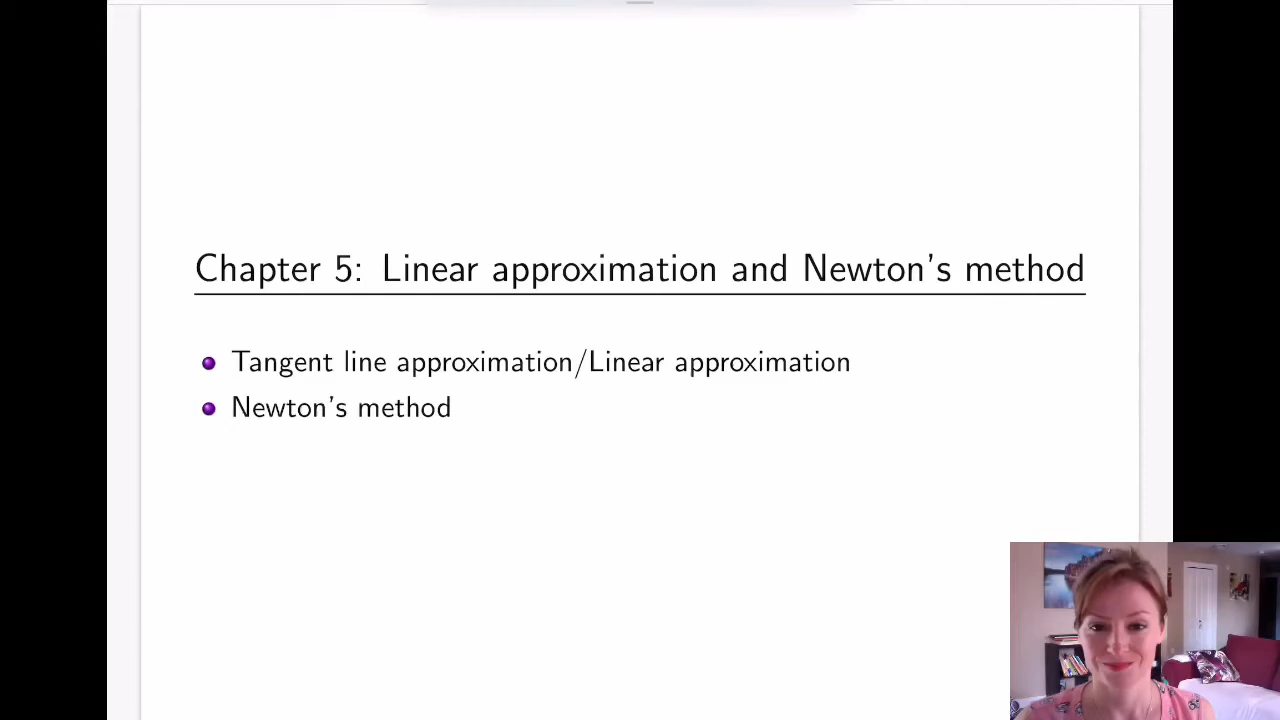 Chapter 5: Linear approximation and Newton's method
Tangent line approximation/Linear approximation
Newton's method